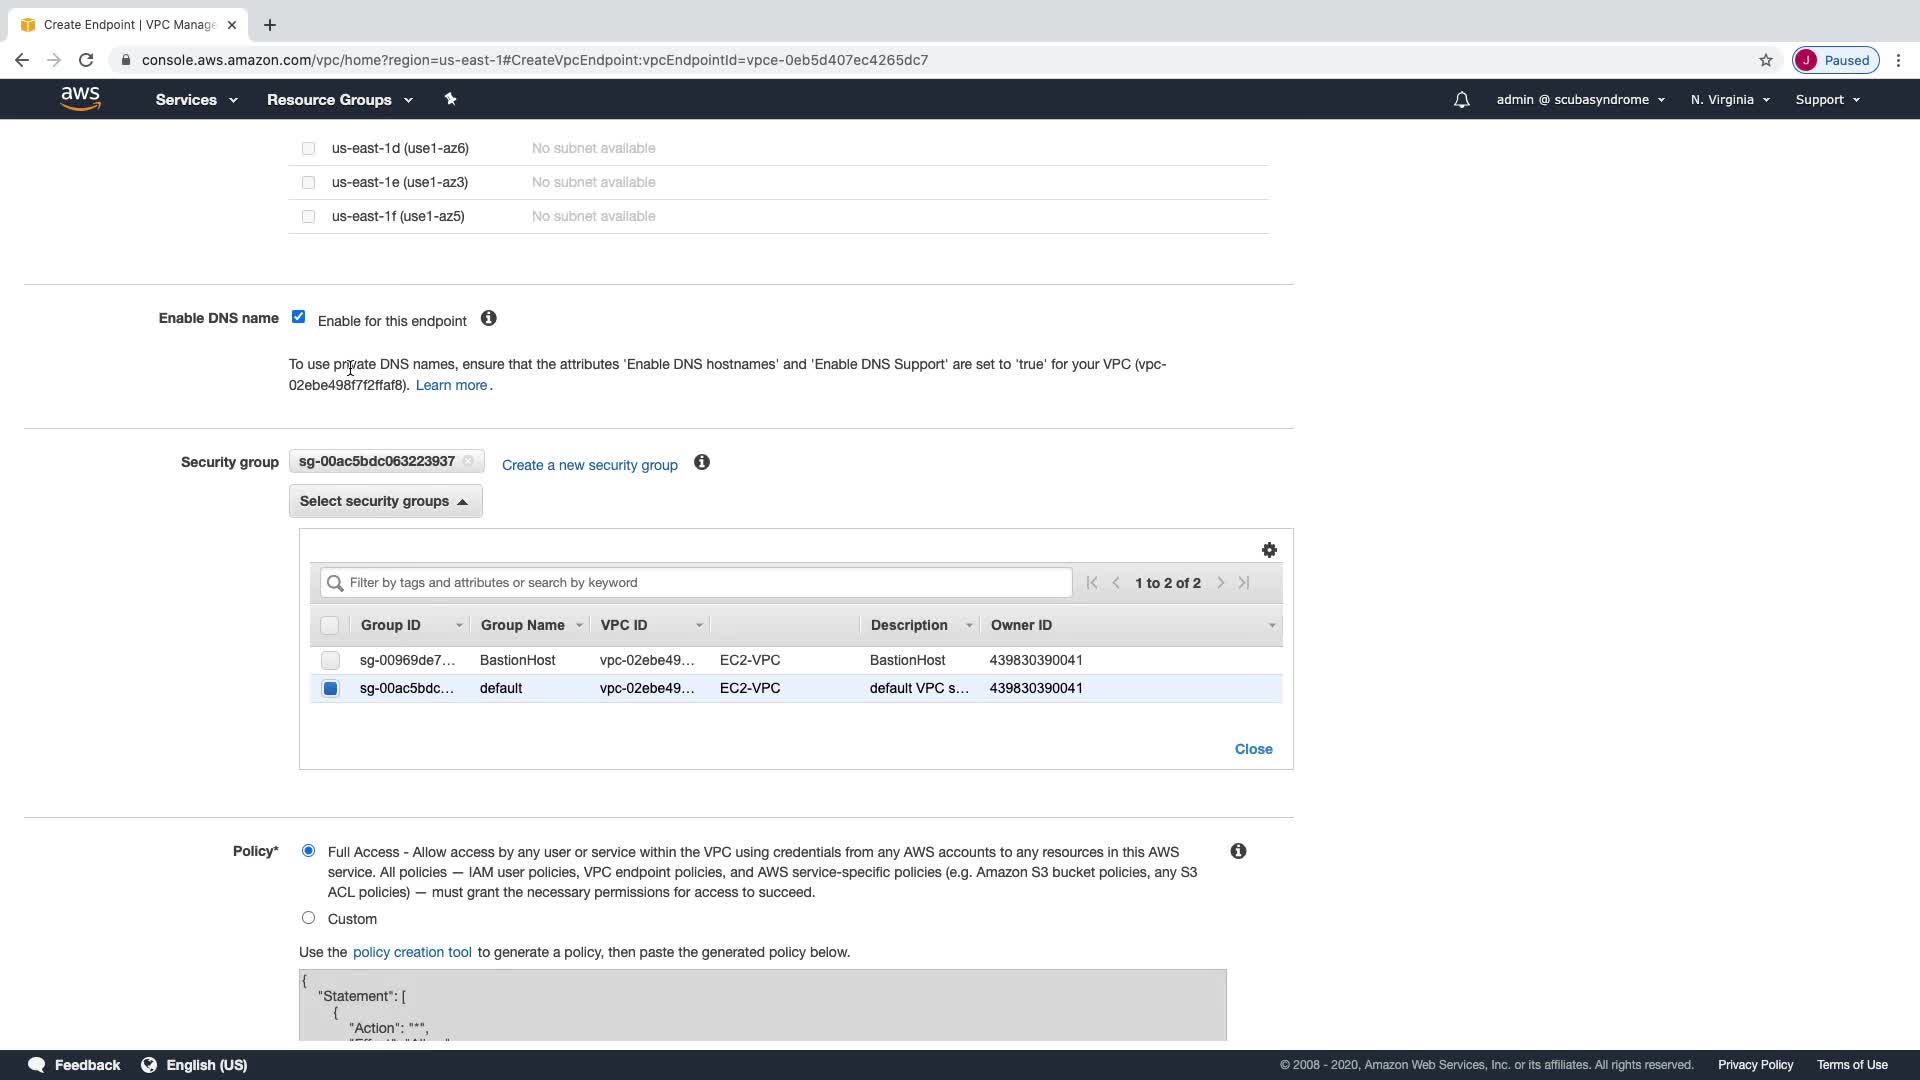 Create Endpoint | VPC Manage
console.aws.amazon.com/vpc/home?region=us-east-1#CreateVpcEndpoint:vpcEndpointId=vpce-0eb5d407ec4265dc7
J Paused
aws Services Resource Groups admin @ scubasyndrome N. Virginia Support
us-east-1d (use1-az6) No subnet available
us-east-1e (use1-az3) No subnet available
us-east-1f (use1-az5) No subnet available
Enable DNS name Enable for this endpoint
To use private DNS names, ensure that the attributes 'Enable DNS hostnames' and 'Enable DNS Support' are set to 'true' for your VPC (vpc-
02ebe498f7f2ffaf8). Learn more.
Security group sg-00ac5bdc063223937 Create a new security group
Select security groups
Filter by tags and attributes or search by keyword 1 to 2 of 2
Group ID Group Name VPC ID Description Owner ID
sg-00969de7... BastionHost vpc-02ebe49... EC2-VPC BastionHost 439830390041
sg-00ac5bdc... default vpc-02ebe49... EC2-VPC default VPC s... 439830390041
Close
Policy* Full Access - Allow access by any user or service within the VPC using credentials from any AWS accounts to any resources in this AWS
service. All policies — IAM user policies, VPC endpoint policies, and AWS service-specific policies (e.g. Amazon S3 bucket policies, any S3
ACL policies) — must grant the necessary permissions for access to succeed.
Custom
Use the policy creation tool to generate a policy, then paste the generated policy below.
{
"Statement": [
{
"Action": "*",
Feedback English (US) © 2008 - 2020, Amazon Web Services, Inc. or its affiliates. All rights reserved. Privacy Policy Terms of Use